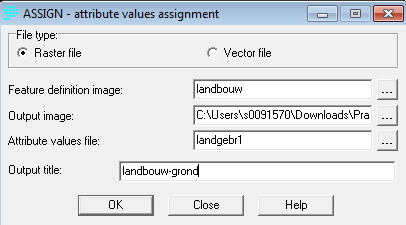 ASSIGN - attribute values assignment
File type:
Raster file
Vector file
Feature definition image:
landbouw
...
Output image:
C:\Users\s0091570\Downloads\Pra
...
Attribute values file:
landgebr1
...
Output title:
landbouw-grond
OK
Close
Help